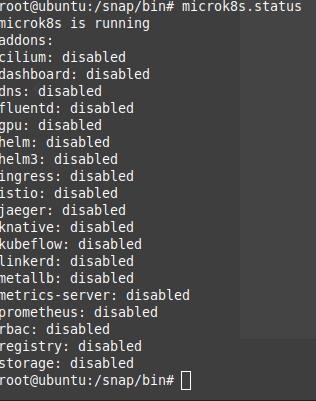 root@ubuntu:/snap/bin# microk8s.status
microk8s is running
addons:
cilium: disabled
dashboard: disabled
dns: disabled
fluentd: disabled
gpu: disabled
helm: disabled
helm3: disabled
ingress: disabled
istio: disabled
jaeger: disabled
knative: disabled
kubeflow: disabled
linkerd: disabled
metallb: disabled
metrics-server: disabled
prometheus: disabled
rbac: disabled
registry: disabled
storage: disabled
root@ubuntu:/snap/bin#